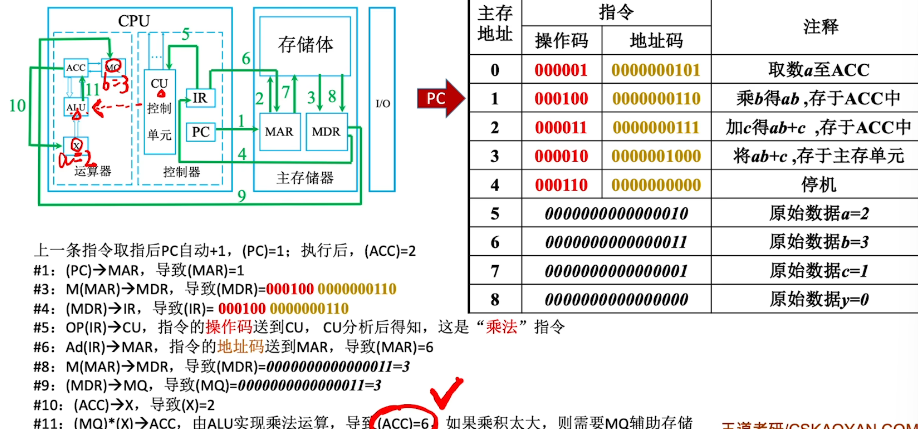 CPU
ACC
MQ
b=3
11
ALU
X
a=2
运算器
10
5
…
CU
控制
单元
IR
PC
控制器
6
1
4
9
存储体
2
7
3
8
MAR
MDR
主存储器
I/O
PC
主存地址 指令 注释
操作码 地址码
0 000001 0000000101 取数a至ACC
1 000100 0000000110 乘b得ab ,存于ACC中
2 000011 0000000111 加c得ab+c ,存于ACC中
3 000010 0000001000 将ab+c ,存于主存单元
4 000110 0000000000 停机
5 0000000000000010 原始数据a=2
6 0000000000000011 原始数据b=3
7 0000000000000001 原始数据c=1
8 0000000000000000 原始数据y=0
上一条指令取指后PC自动+1，(PC)=1；执行后，(ACC)=2
#1：(PC)→MAR，导致(MAR)=1
#3：M(MAR)→MDR，导致(MDR)=000100 0000000110
#4：(MDR)→IR，导致(IR)= 000100 0000000110
#5：OP(IR)→CU，指令的操作码送到CU， CU分析后得知，这是“乘法”指令
#6：Ad(IR)→MAR，指令的地址码送到MAR，导致(MAR)=6
#8：M(MAR)→MDR，导致(MDR)=0000000000000011=3
#9：(MDR)→MQ，导致(MQ)=0000000000000011=3
#10：(ACC)→X，导致(X)=2
#11：(MQ)*(X)→ACC，由ALU实现乘法运算，导致(ACC)=6，如果乘积太大，则需要MQ辅助存储
王道考研/CSKAOYAN.COM